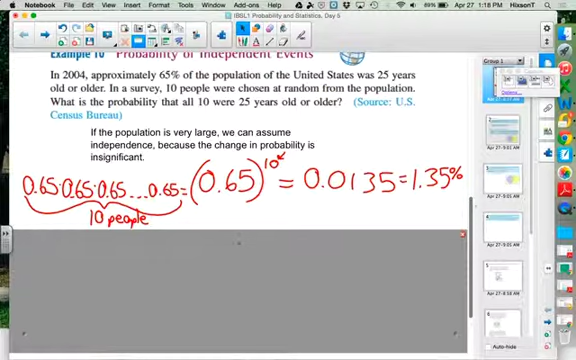 Notebook File Edit View Insert Format
Apr 27 1:18 PM HixsonT
IBSL1 Probability and Statistics, Day 5
Example 10 Probability of Independent Events
Group 1
In 2004, approximately 65% of the population of the United States was 25 years
old or older. In a survey, 10 people were chosen at random from the population.
What is the probability that all 10 were 25 years old or older? (Source: U.S.
Census Bureau)
If the population is very large, we can assume
independence, because the change in probability is
insignificant.
0.65·0.65·0.65...0.65=(0.65)^10 = 0.0135=1.35%
10 people
Auto-hide